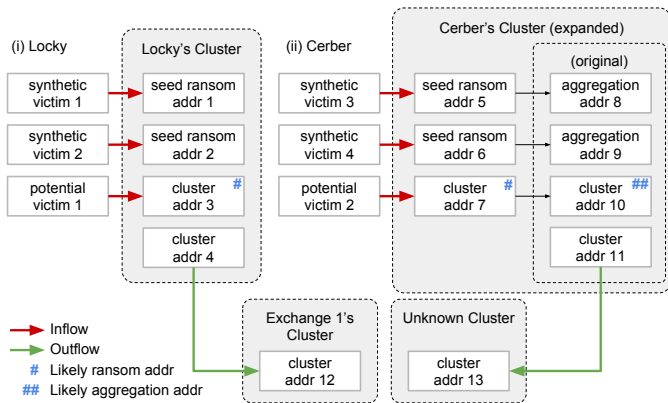 (i) Locky
Locky's Cluster
synthetic
victim 1
seed ransom
addr 1
synthetic
victim 2
seed ransom
addr 2
potential
victim 1
cluster
addr 3
#
cluster
addr 4
(ii) Cerber
Cerber's Cluster (expanded)
(original)
synthetic
victim 3
seed ransom
addr 5
aggregation
addr 8
synthetic
victim 4
seed ransom
addr 6
aggregation
addr 9
potential
victim 2
cluster
addr 7
#
cluster
addr 10
##
cluster
addr 11
Exchange 1's
Cluster
cluster
addr 12
Unknown Cluster
cluster
addr 13
Inflow
Outflow
# Likely ransom addr
## Likely aggregation addr